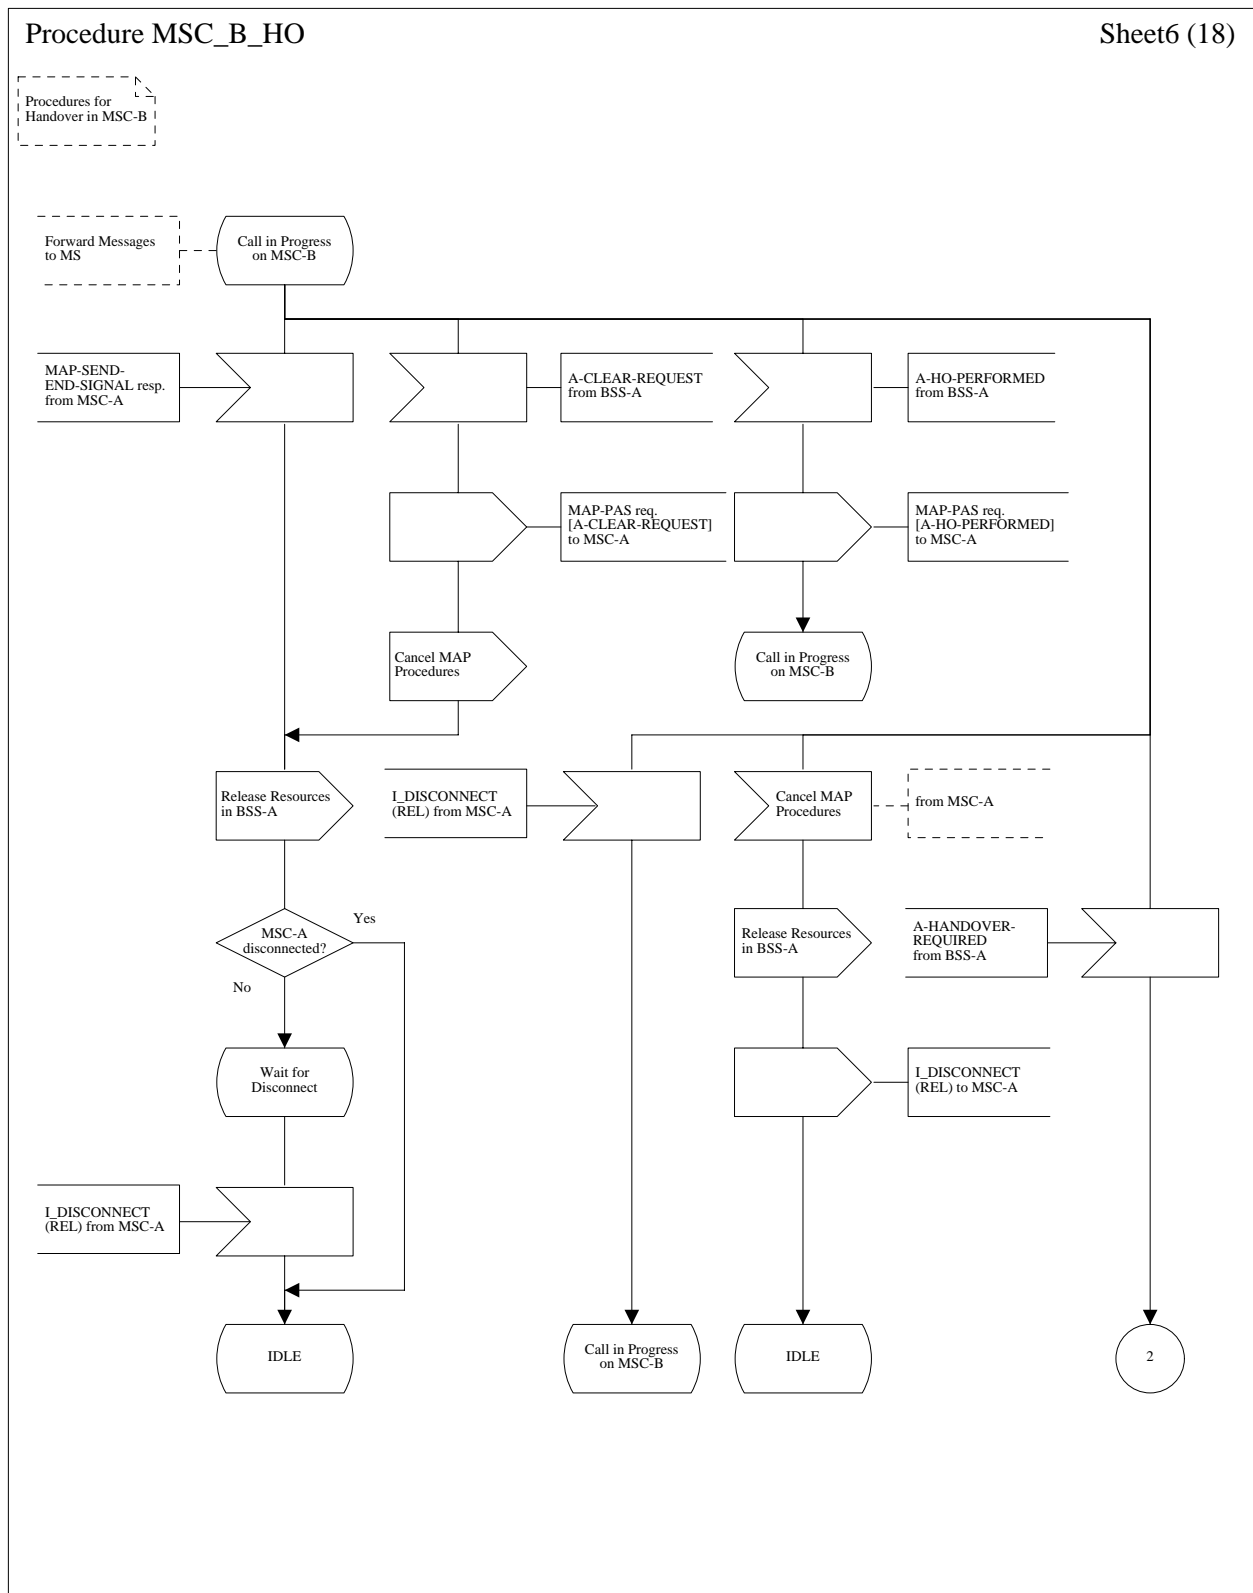 Procedure MSC_B_HO
Sheet6 (18)
Procedures for
Handover in MSC-B
Forward Messages
to MS
Call in Progress
on MSC-B
MAP-SEND-
END-SIGNAL resp.
from MSC-A
A-CLEAR-REQUEST
from BSS-A
A-HO-PERFORMED
from BSS-A
MAP-PAS req.
[A-CLEAR-REQUEST]
to MSC-A
MAP-PAS req.
[A-HO-PERFORMED]
to MSC-A
Cancel MAP
Procedures
Call in Progress
on MSC-B
Release Resources
in BSS-A
I_DISCONNECT
(REL) from MSC-A
Cancel MAP
Procedures
from MSC-A
MSC-A
disconnected?
Yes
No
Release Resources
in BSS-A
A-HANDOVER-
REQUIRED
from BSS-A
Wait for
Disconnect
I_DISCONNECT
(REL) to MSC-A
I_DISCONNECT
(REL) from MSC-A
IDLE
Call in Progress
on MSC-B
IDLE
2